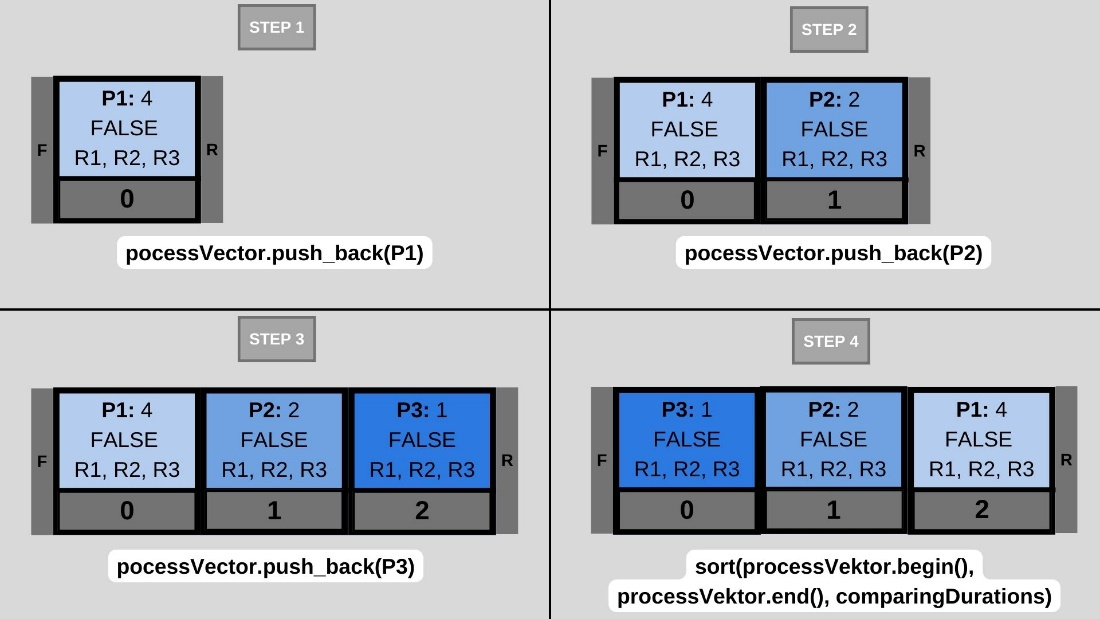 STEP 1
P1: 4
FALSE
R1, R2, R3
F
R
0
pocessVector.push_back(P1)
STEP 2
P1: 4
P2: 2
FALSE
FALSE
R1, R2, R3
R1, R2, R3
F
R
0
1
pocessVector.push_back(P2)
STEP 3
P1: 4
P2: 2
P3: 1
FALSE
FALSE
FALSE
R1, R2, R3
R1, R2, R3
R1, R2, R3
F
R
0
1
2
pocessVector.push_back(P3)
STEP 4
P3: 1
P2: 2
P1: 4
FALSE
FALSE
FALSE
R1, R2, R3
R1, R2, R3
R1, R2, R3
F
R
0
1
2
sort(processVektor.begin(),
processVektor.end(), comparingDurations)